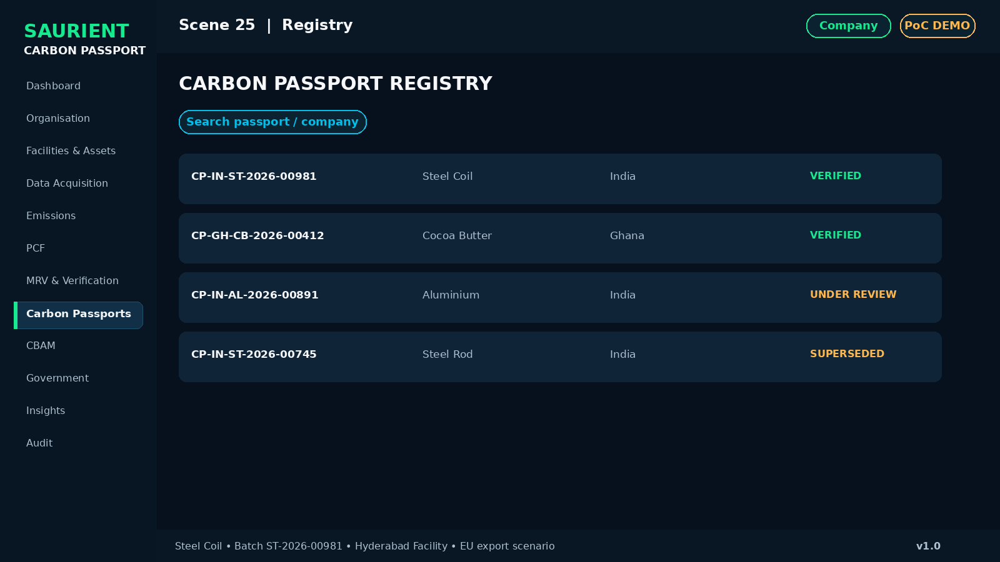 SAURIENT
CARBON PASSPORT
Dashboard
Organisation
Facilities & Assets
Data Acquisition
Emissions
PCF
MRV & Verification
Carbon Passports
CBAM
Government
Insights
Audit
Scene 25 | Registry
Company
PoC DEMO
CARBON PASSPORT REGISTRY
Search passport / company
CP-IN-ST-2026-00981 Steel Coil India VERIFIED
CP-GH-CB-2026-00412 Cocoa Butter Ghana VERIFIED
CP-IN-AL-2026-00891 Aluminium India UNDER REVIEW
CP-IN-ST-2026-00745 Steel Rod India SUPERSEDED
Steel Coil • Batch ST-2026-00981 • Hyderabad Facility • EU export scenario
v1.0